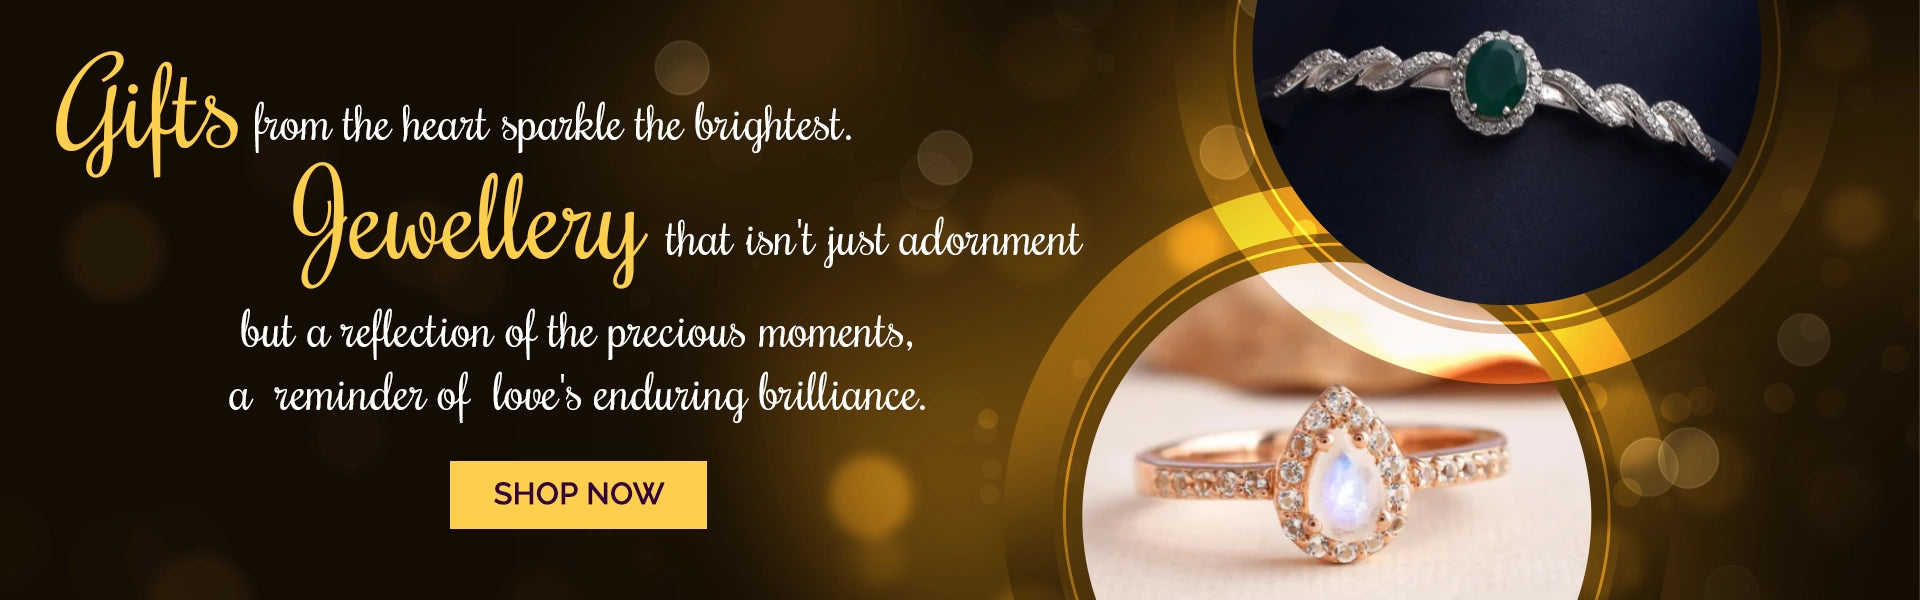 Gifts from the heart sparkle the brightest.
Jewellery that isn't just adornment
but a reflection of the precious moments,
a reminder of love's enduring brilliance.
SHOP NOW